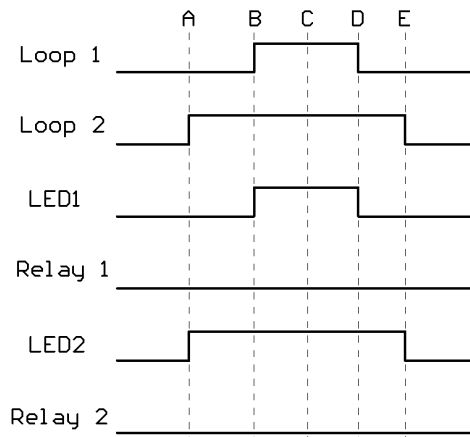 A B C D E
Loop 1
Loop 2
LED1
Relay 1
LED2
Relay 2